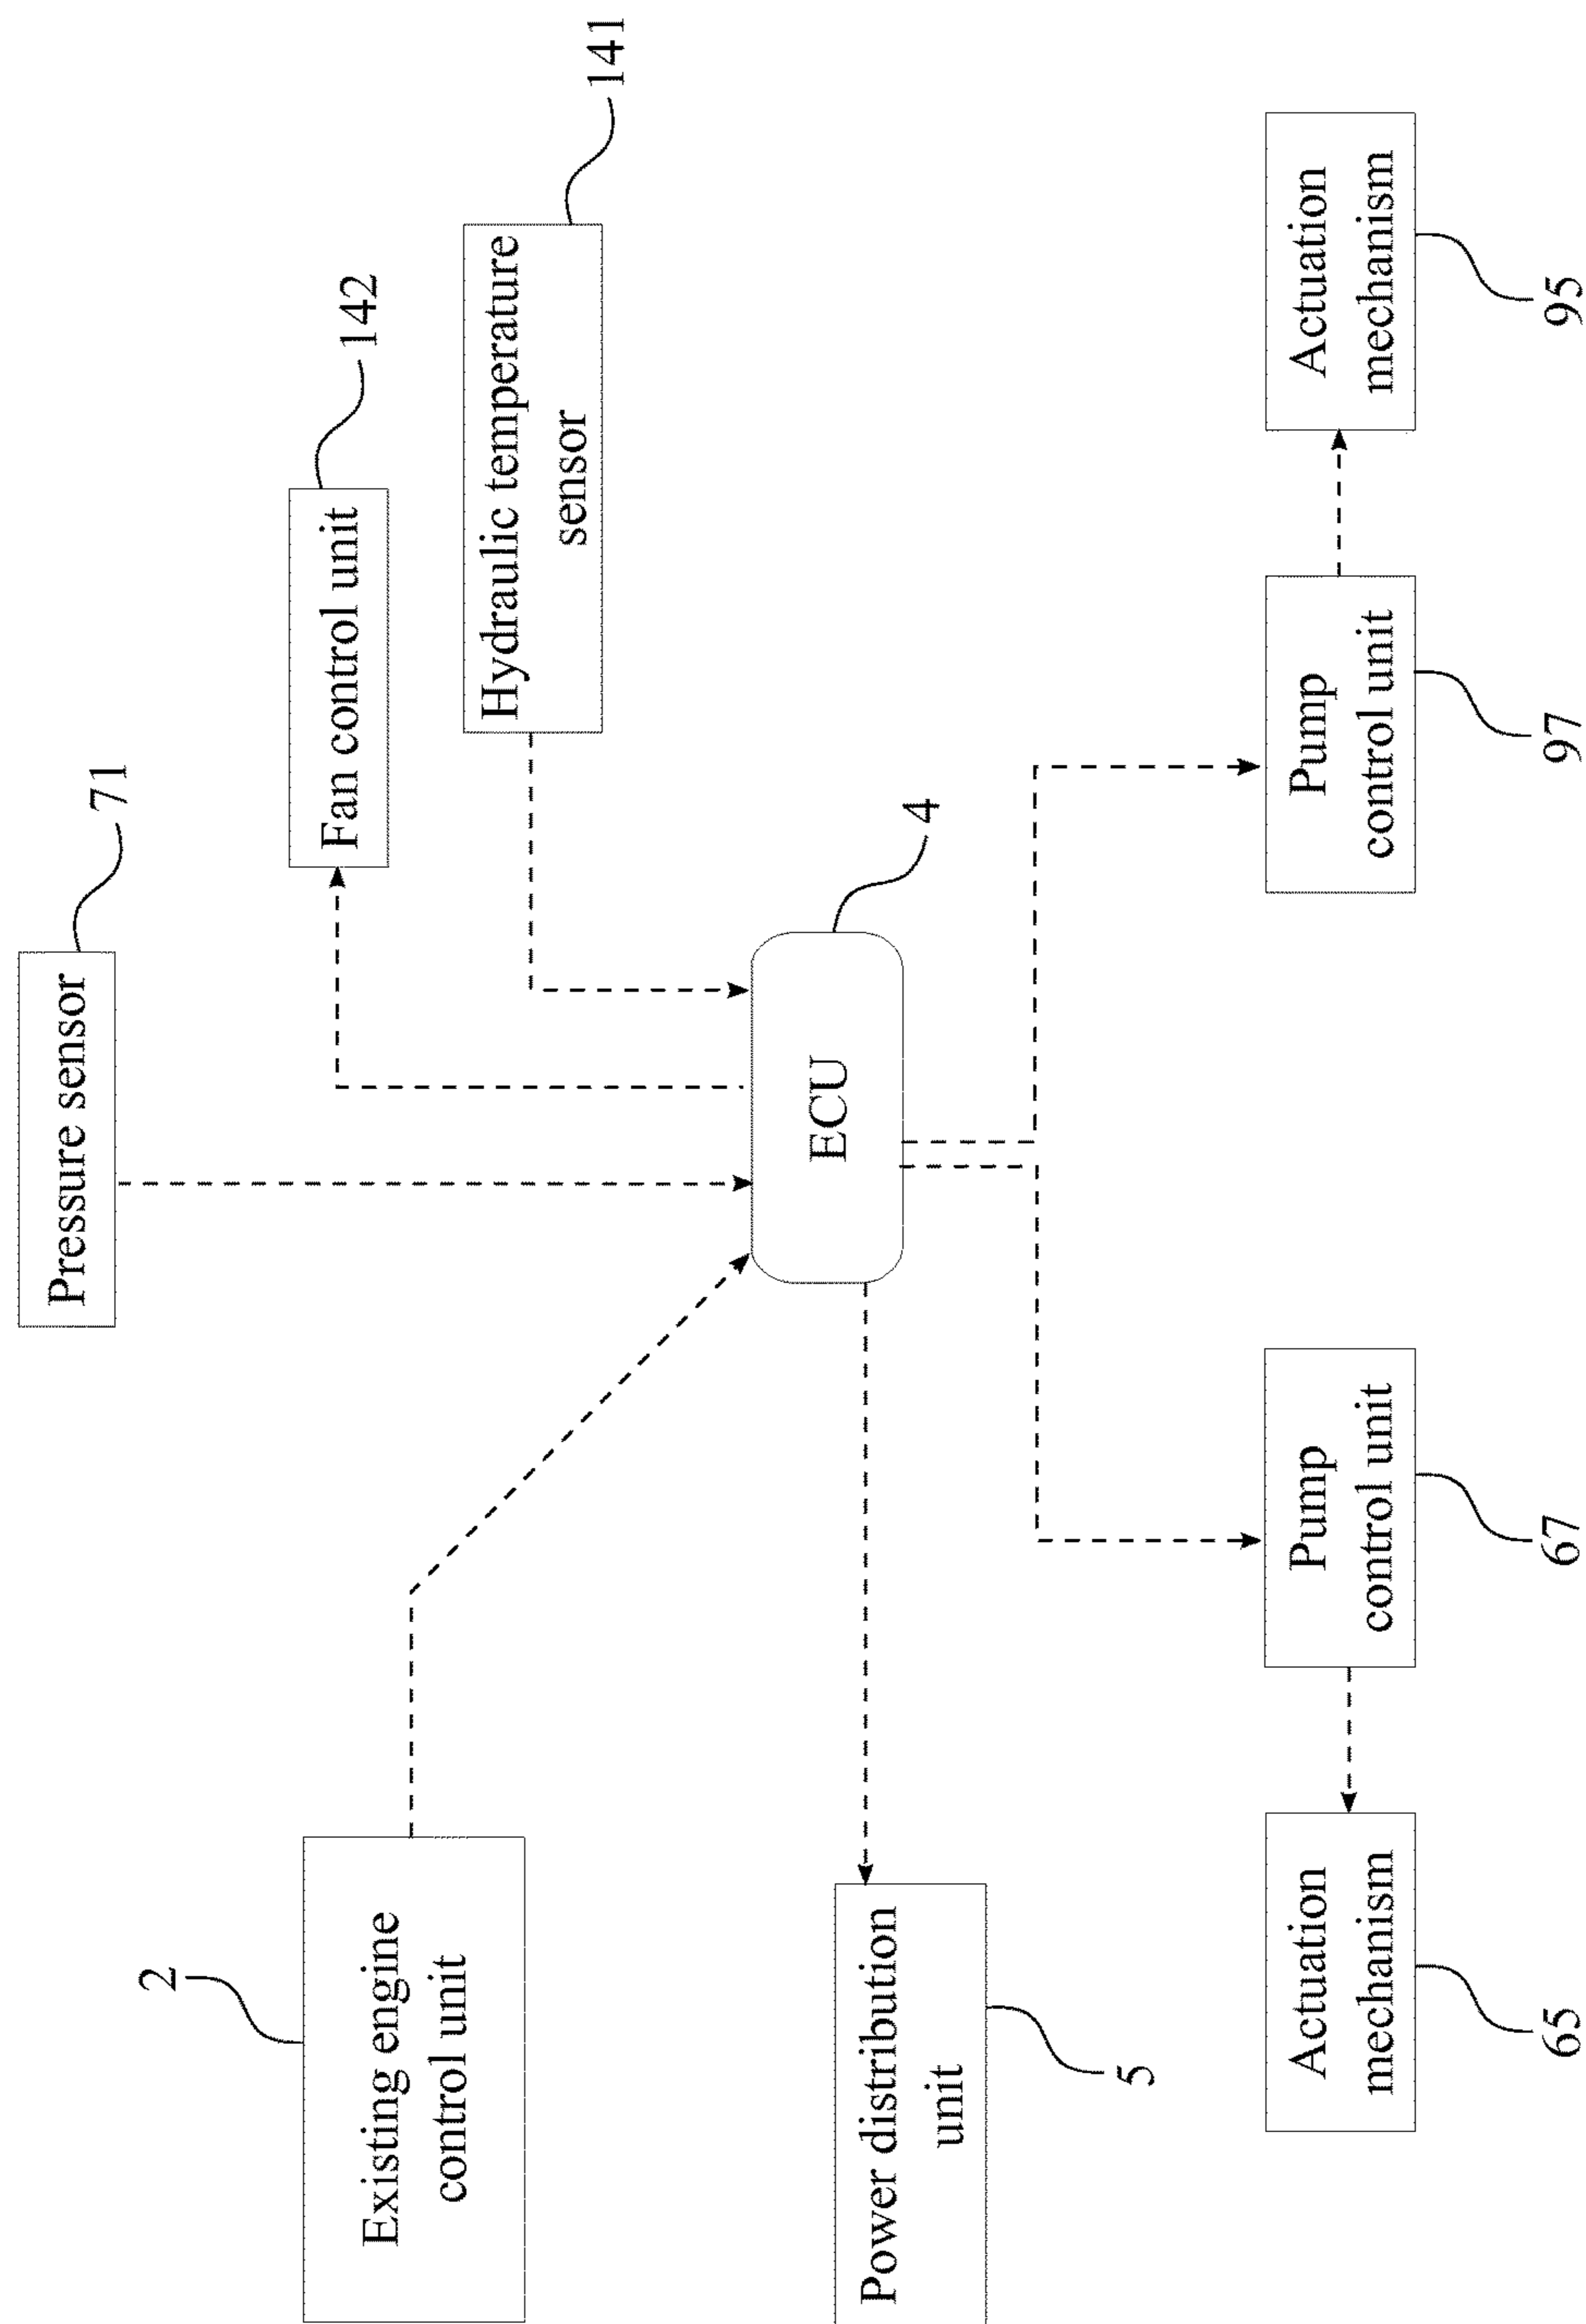 71
Pressure sensor
142
Fan control unit
141
Hydraulic temperature
sensor
2
Existing engine
control unit
4
ECU
Power distribution
unit
5
Actuation
mechanism
65
Pump
control unit
67
Pump
control unit
97
Actuation
mechanism
95